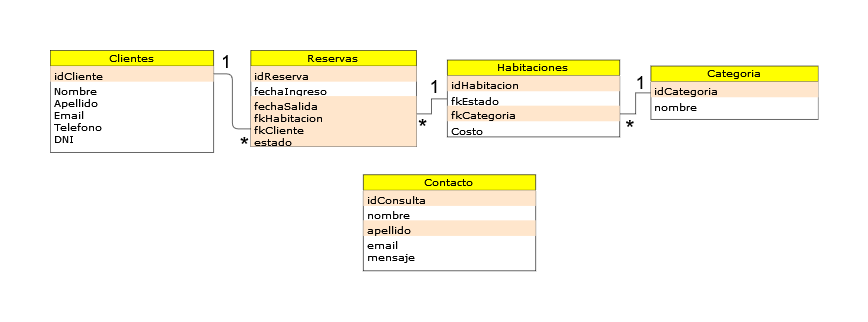 Clientes
idCliente
Nombre
Apellido
Email
Telefono
DNI
1
*
Reservas
idReserva
fechaIngreso
fechaSalida
fkHabitacion
fkCliente
estado
1
*
Habitaciones
idHabitacion
fkEstado
fkCategoria
Costo
1
*
Categoria
idCategoria
nombre
Contacto
idConsulta
nombre
apellido
email
mensaje